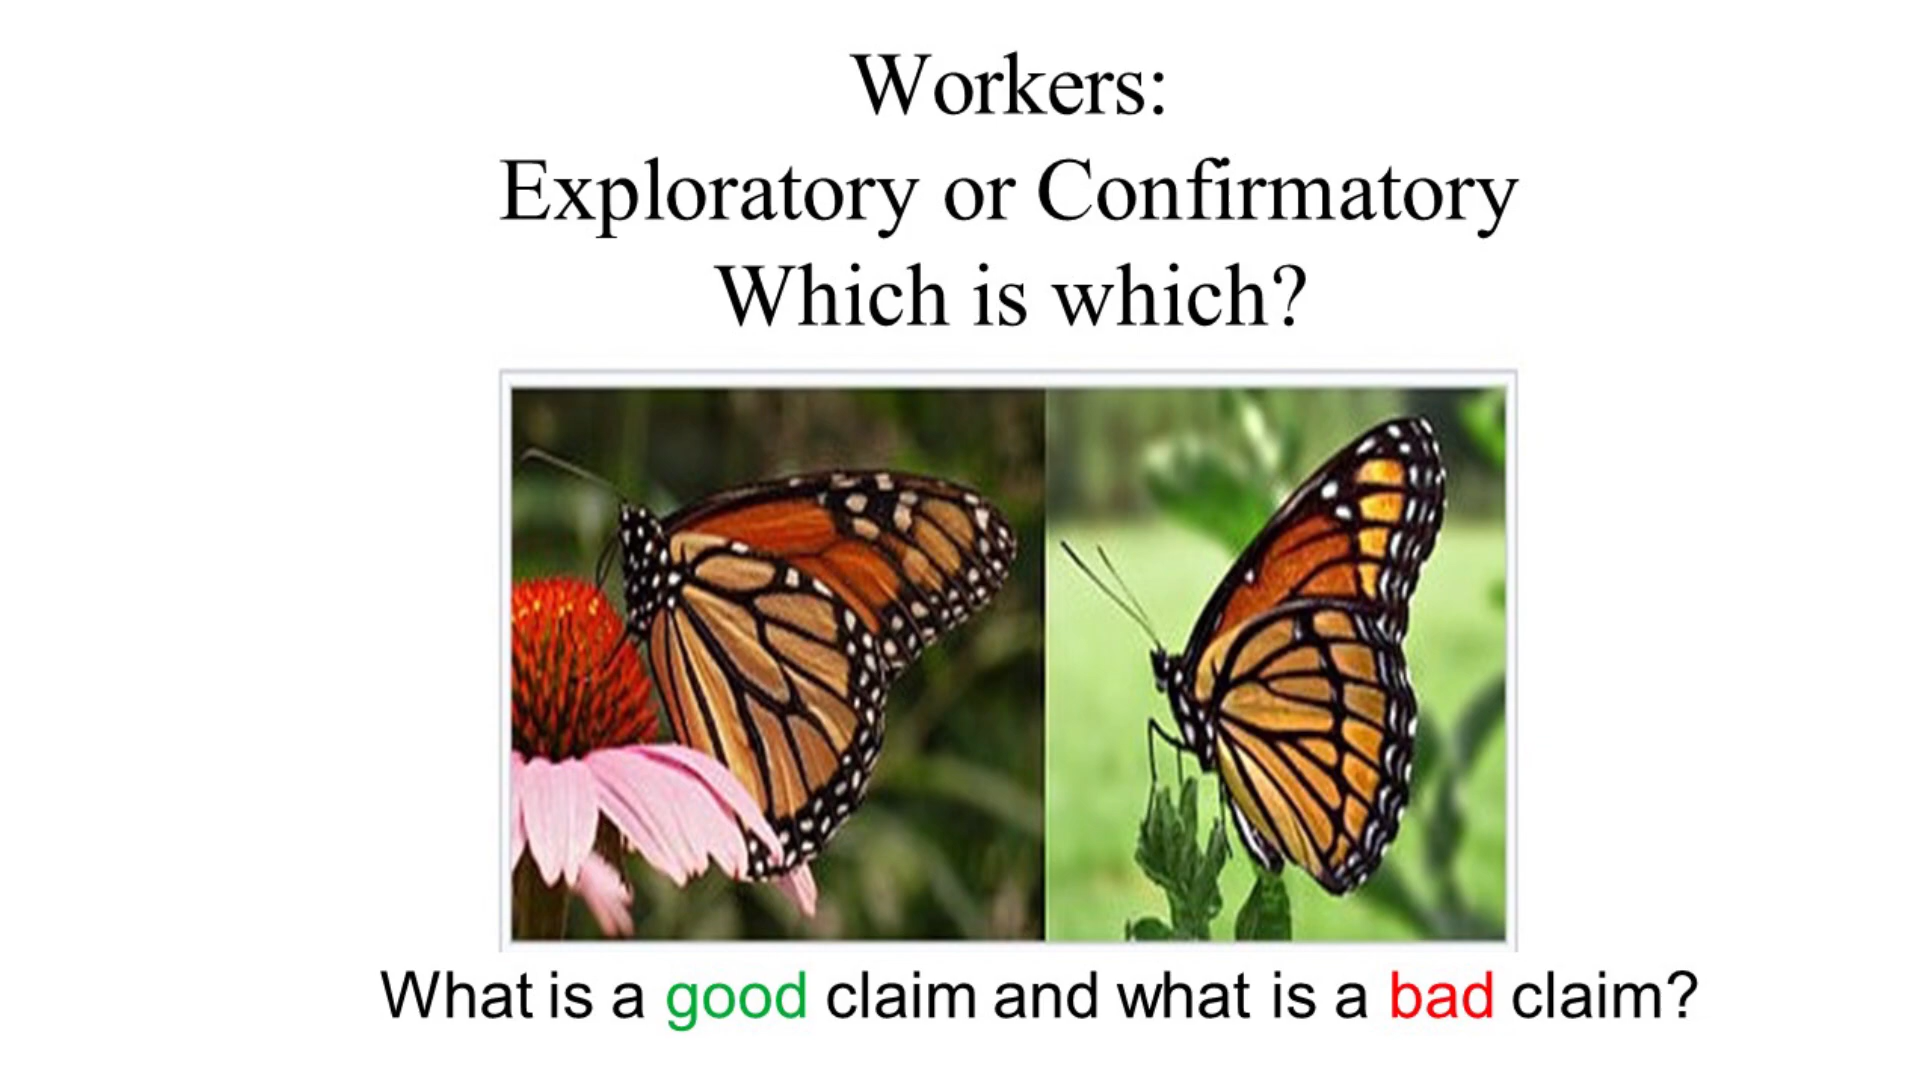 Workers:
Exploratory or Confirmatory
Which is which?
What is a good claim and what is a bad claim?